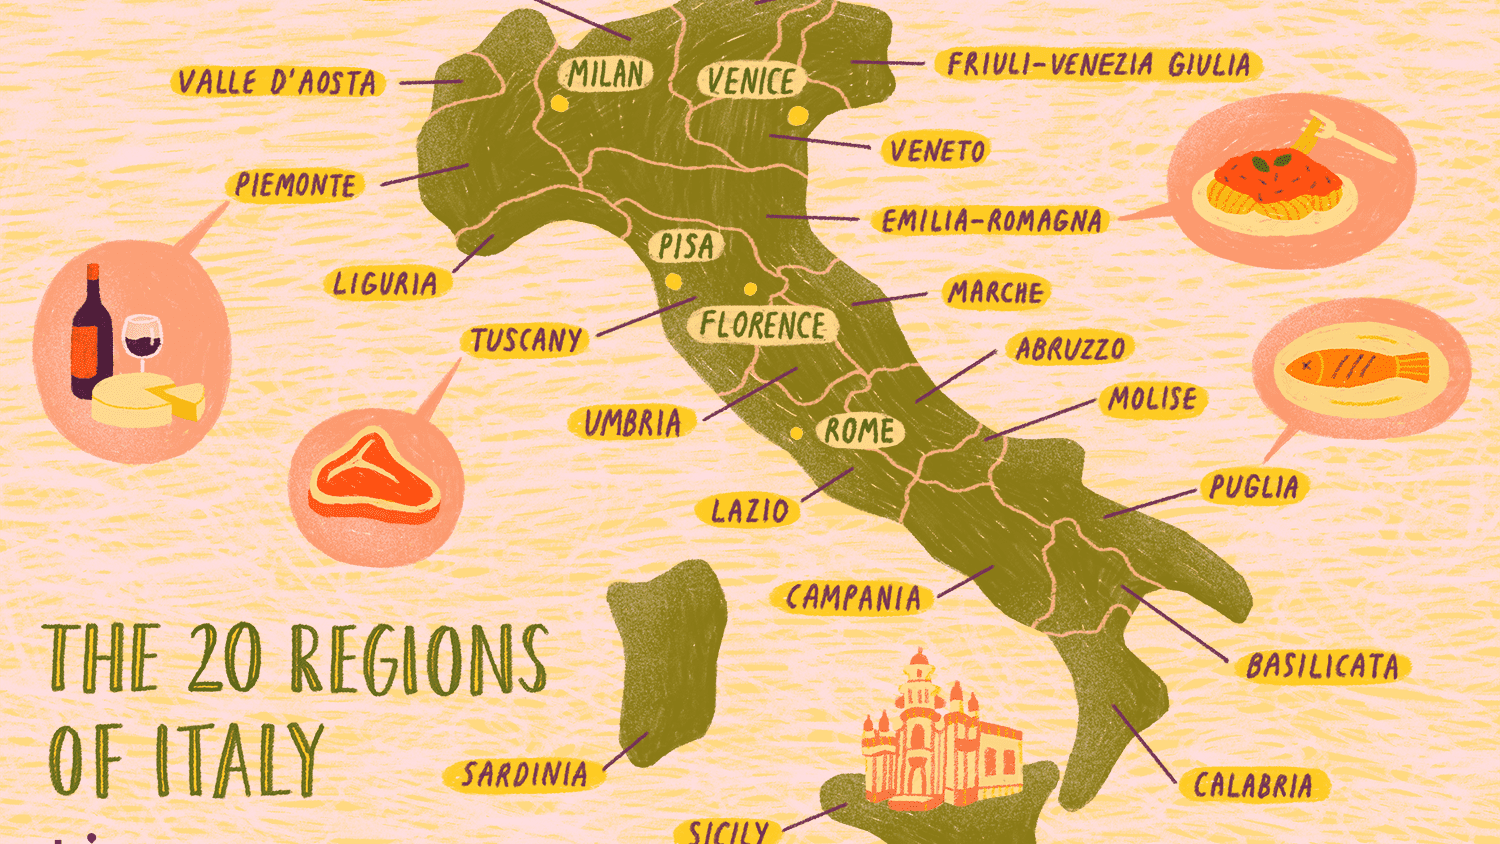 MILAN
VENICE
FRIULI-VENEZIA GIULIA
VALLE D'AOSTA
VENETO
PIEMONTE
EMILIA-ROMAGNA
PISA
LIGURIA
MARCHE
FLORENCE
TUSCANY
ABRUZZO
MOLISE
UMBRIA
ROME
PUGLIA
LAZIO
CAMPANIA
THE 20 REGIONS
OF ITALY
BASILICATA
SARDINIA
CALABRIA
SICILY